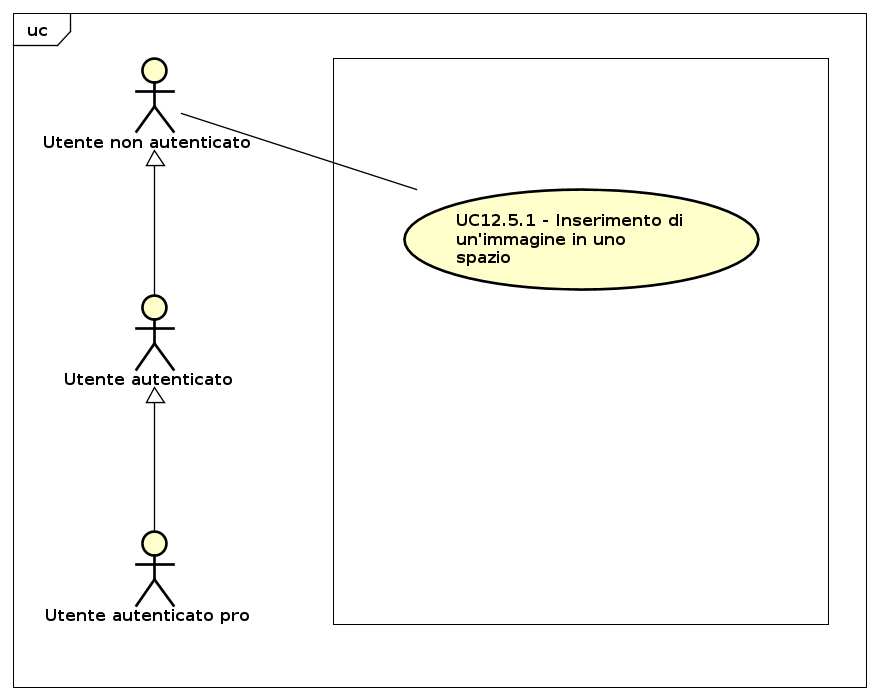 uc
Utente non autenticato
UC12.5.1 - Inserimento di
un'immagine in uno
spazio
Utente autenticato
Utente autenticato pro